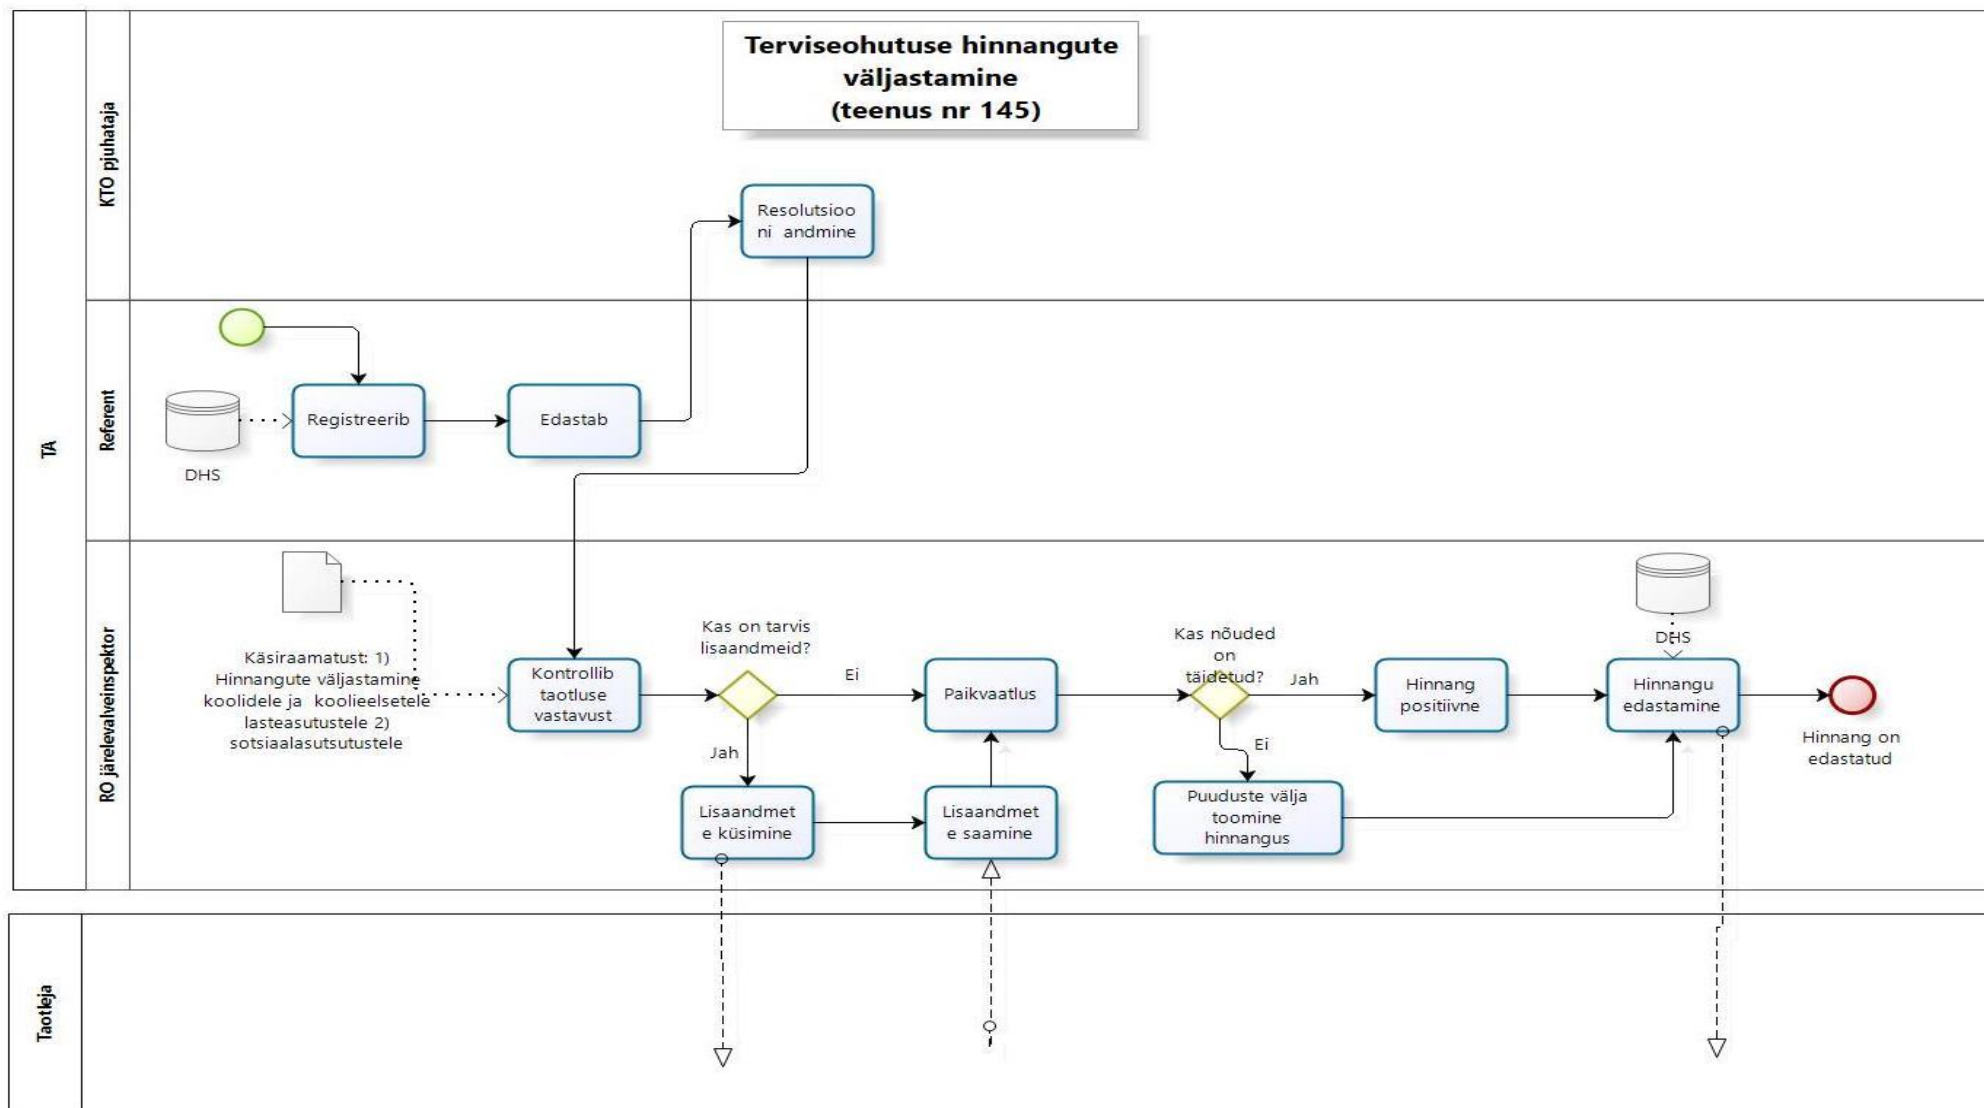 Terviseohutuse hinnangute
väljastamine
(teenus nr 145)
TA
KTO pjuhataja
Resolutsioo
ni andmine
Referent
Registreerib
Edastab
DHS
RO järelevalveinspektor
Käsiraamatust: 1)
Hinnangute väljastamine
koolidele ja koolieelsetele
lasteasutustele 2)
sotsiaalasutsutustele
Kontrollib
taotluse
vastavust
Kas on tarvis
lisaandmeid?
Ei
Jah
Lisaandmet
e küsimine
Lisaandmet
e saamine
Paikvaatlus
Kas nõuded
on
täidetud?
Jah
Ei
Puuduste välja
toomine
hinnangus
Hinnang
positiivne
DHS
Hinnangu
edastamine
Hinnang on
edastatud
Taotleja